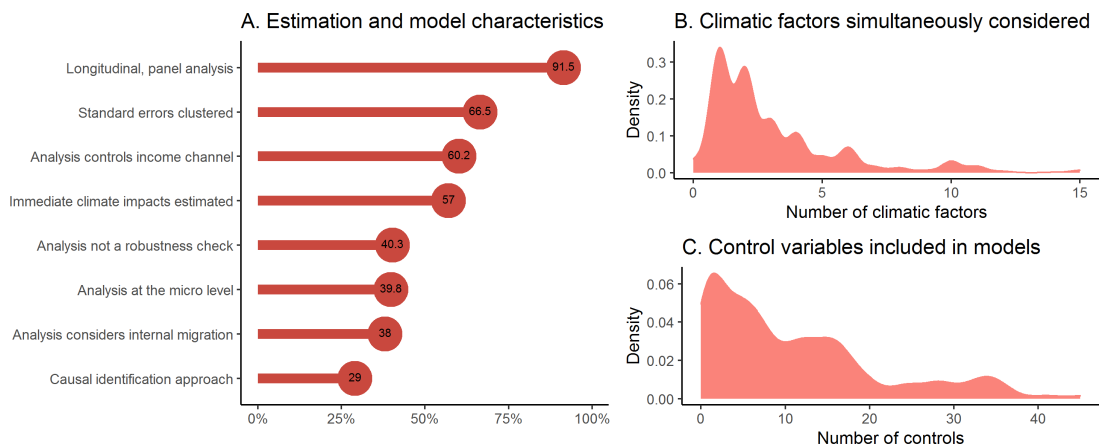 A. Estimation and model characteristics
Longitudinal, panel analysis
91.5
Standard errors clustered
66.5
Analysis controls income channel
60.2
Immediate climate impacts estimated
57
Analysis not a robustness check
40.3
Analysis at the micro level
39.8
Analysis considers internal migration
38
Causal identification approach
29
0%
25%
50%
75%
100%
B. Climatic factors simultaneously considered
Density
0.3
0.2
0.1
0.0
0
5
10
15
Number of climatic factors
C. Control variables included in models
Density
0.06
0.04
0.02
0.00
0
10
20
30
40
Number of controls